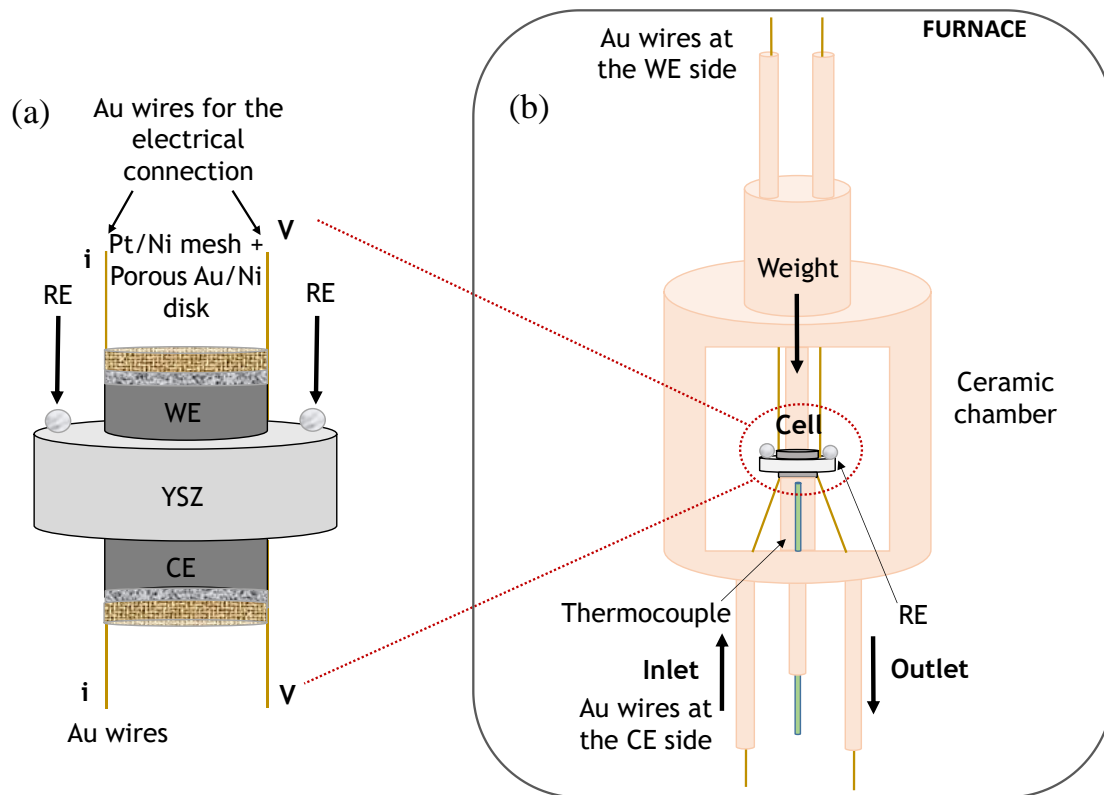 (a)
Au wires for the
electrical
connection
i
V
Pt/Ni mesh +
Porous Au/Ni
disk
RE
RE
WE
YSZ
CE
i
V
Au wires
(b)
FURNACE
Au wires at
the WE side
Weight
Ceramic
chamber
Cell
Thermocouple
RE
Inlet
Outlet
Au wires at
the CE side